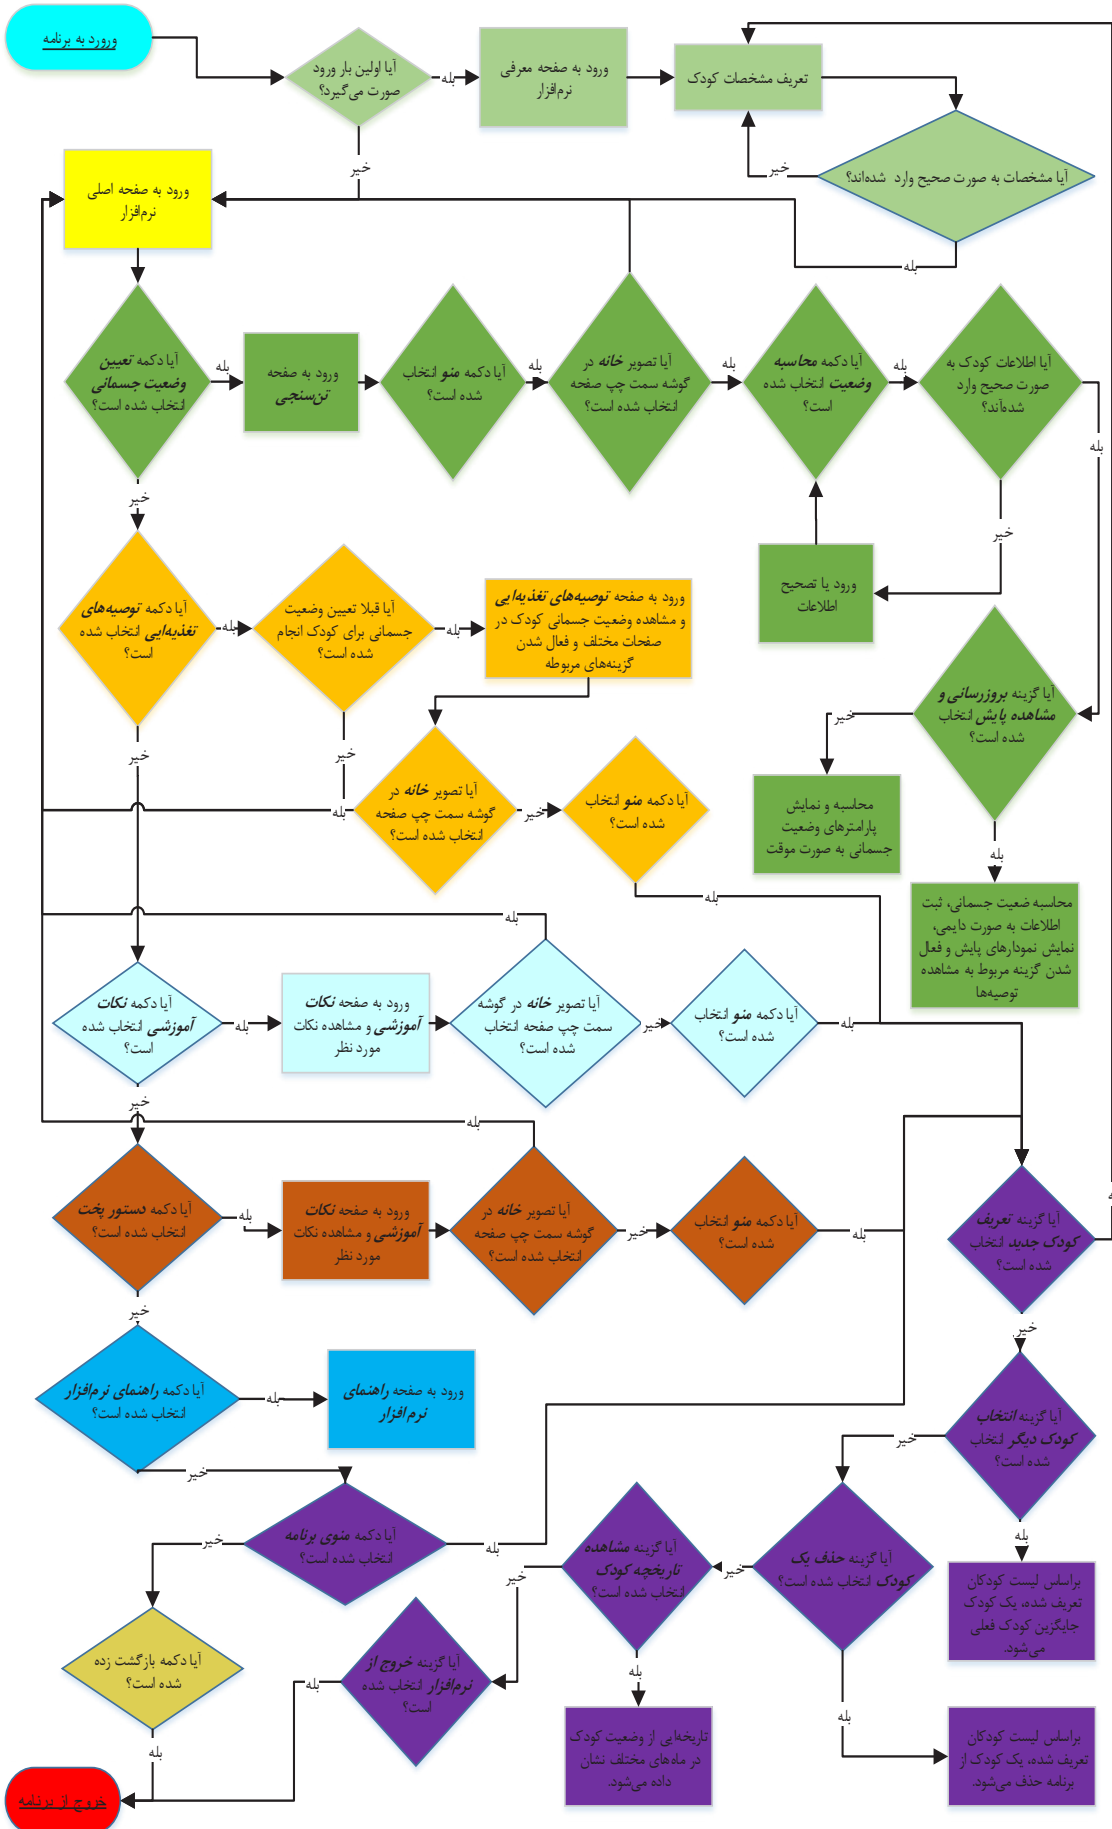 ورورد به برنامه
آیا اولین بار ورود
صورت می‌گیرد؟
بله
ورود به صفحه معرفی
نرم‌افزار
تعریف مشخصات کودک
خیر
خیر
آیا مشخصات به صورت صحیح وارد شده‌اند؟
بله
ورود به صفحه اصلی
نرم‌افزار
آیا دکمه تعیین
وضعیت جسمانی
انتخاب شده است؟
بله
ورود به صفحه
تن‌سنجی
آیا دکمه منو انتخاب
شده است؟
بله
آیا تصویر خانه در
گوشه سمت چپ صفحه
انتخاب شده است؟
بله
آیا دکمه محاسبه
وضعیت انتخاب شده
است؟
بله
آیا اطلاعات کودک به
صورت صحیح وارد
شده‌آند؟
بله
خیر
خیر
ورود یا تصحیح
اطلاعات
آیا دکمه توصیه‌های
تغذیه‌ایی انتخاب شده
است؟
بله
آیا قبلا تعیین وضعیت
جسمانی برای کودک انجام
شده است؟
بله
ورود به صفحه توصیه‌های تغذیه‌ایی
و مشاهده وضعیت جسمانی کودک در
صفحات مختلف و فعال شدن
گزینه‌های مربوطه
آیا گزینه بروزرسانی و
مشاهده پایش انتخاب
شده است؟
خیر
بله
خیر
خیر
بله
آیا تصویر خانه در
گوشه سمت چپ صفحه
انتخاب شده است؟
خیر
آیا دکمه منو انتخاب
شده است؟
بله
محاسبه و نمایش
پارامترهای وضعیت
جسمانی به صورت موقت
محاسبه ضعیت جسمانی، ثبت
اطلاعات به صورت دایمی،
نمایش نمودارهای پایش و فعال
شدن گزینه مربوط به مشاهده
توصیه‌ها
بله
آیا دکمه نکات
آموزشی انتخاب شده
است؟
بله
ورود به صفحه نکات
آموزشی و مشاهده نکات
مورد نظر
آیا تصویر خانه در گوشه
سمت چپ صفحه انتخاب
شده است؟
خیر
آیا دکمه منو انتخاب
شده است؟
بله
خیر
بله
آیا دکمه دستور پخت
انتخاب شده است؟
بله
ورود به صفحه نکات
آموزشی و مشاهده نکات
مورد نظر
آیا تصویر خانه در
گوشه سمت چپ صفحه
انتخاب شده است؟
خیر
آیا دکمه منو انتخاب
شده است؟
بله
آیا گزینه تعریف
کودک جدید انتخاب
شده است؟
خیر
خیر
آیا دکمه راهنمای نرم‌افزار
انتخاب شده است؟
بله
ورود به صفحه راهنمای
نرم افزار
آیا گزینه انتخاب
کودک دیگر انتخاب
شده است؟
خیر
بله
خیر
آیا دکمه منوی برنامه
انتخاب شده است؟
بله
خیر
آیا گزینه مشاهده
تاریخچه کودک
انتخاب شده است؟
خیر
خیر
آیا گزینه حذف یک
کودک انتخاب شده است؟
براساس لیست کودکان
تعریف شده، یک کودک
جایگزین کودک فعلی
می‌شود.
آیا دکمه بازگشت زده
شده است؟
بله
آیا گزینه خروج از
نرم‌افزار انتخاب شده
است؟
بله
بله
بله
تاریخه‌ایی از وضعیت کودک
در ماه‌های مختلف نشان
داده می‌شود.
براساس لیست کودکان
تعریف شده، یک کودک از
برنامه حذف می‌شود.
خروج از برنامه